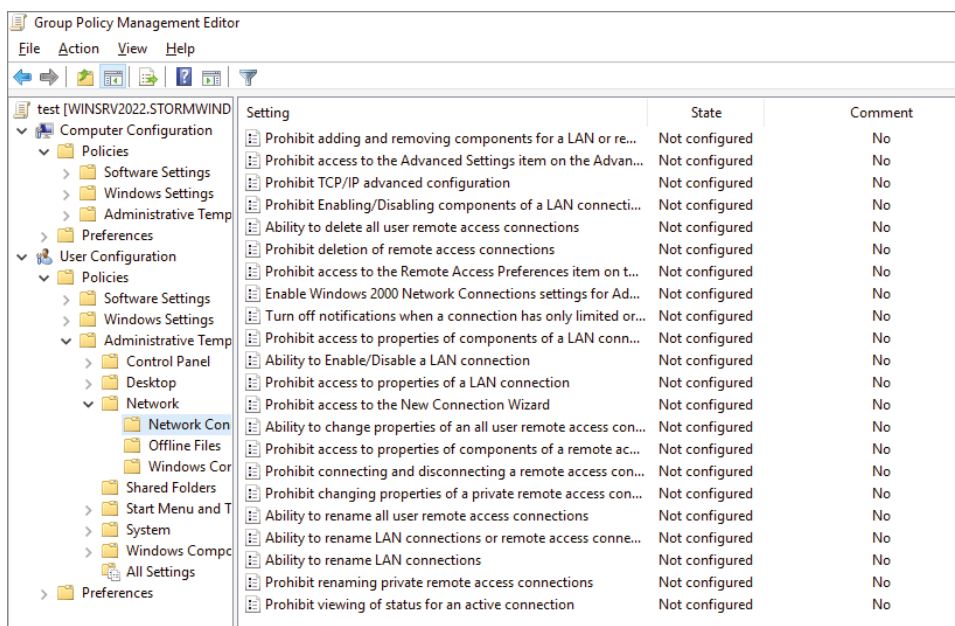 Group Policy Management Editor
File Action View Help
test [WINSRV2022.STORMWIND
Computer Configuration
Policies
Software Settings
Windows Settings
Administrative Temp
Preferences
User Configuration
Policies
Software Settings
Windows Settings
Administrative Temp
Control Panel
Desktop
Network
Network Con
Offline Files
Windows Cor
Shared Folders
Start Menu and T
System
Windows Compc
All Settings
Preferences
Setting State Comment
Prohibit adding and removing components for a LAN or re... Not configured No
Prohibit access to the Advanced Settings item on the Advan... Not configured No
Prohibit TCP/IP advanced configuration Not configured No
Prohibit Enabling/Disabling components of a LAN connecti... Not configured No
Ability to delete all user remote access connections Not configured No
Prohibit deletion of remote access connections Not configured No
Prohibit access to the Remote Access Preferences item on t... Not configured No
Enable Windows 2000 Network Connections settings for Ad... Not configured No
Turn off notifications when a connection has only limited or... Not configured No
Prohibit access to properties of components of a LAN conn... Not configured No
Ability to Enable/Disable a LAN connection Not configured No
Prohibit access to properties of a LAN connection Not configured No
Prohibit access to the New Connection Wizard Not configured No
Ability to change properties of an all user remote access con... Not configured No
Prohibit access to properties of components of a remote ac... Not configured No
Prohibit connecting and disconnecting a remote access con... Not configured No
Prohibit changing properties of a private remote access con... Not configured No
Ability to rename all user remote access connections Not configured No
Ability to rename LAN connections or remote access conne... Not configured No
Ability to rename LAN connections Not configured No
Prohibit renaming private remote access connections Not configured No
Prohibit viewing of status for an active connection Not configured No